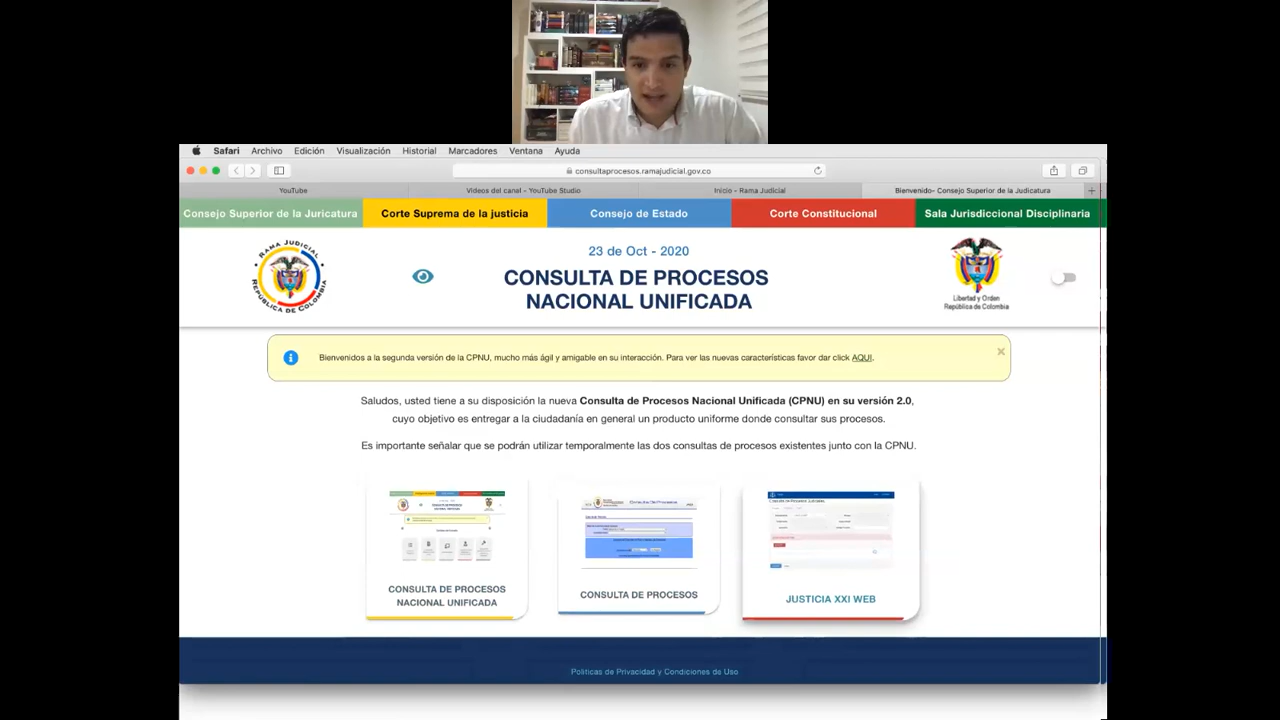 Safari Archivo Edición Visualización Historial Marcadores Ventana Ayuda
consultaprocesos.ramajudicial.gov.co
YouTube
Videos del canal - YouTube Studio
Inicio - Rama Judicial
Bienvenido- Consejo Superior de la Judicatura
Consejo Superior de la Juricatura
Corte Suprema de la justicia
Consejo de Estado
Corte Constitucional
Sala Jurisdiccional Disciplinaria
RAMA JUDICIAL
REPÚBLICA DE COLOMBIA
23 de Oct - 2020
CONSULTA DE PROCESOS
NACIONAL UNIFICADA
Libertad y Orden
República de Colombia
Bienvenidos a la segunda versión de la CPNU, mucho más ágil y amigable en su interacción. Para ver las nuevas características favor dar click AQUI.
Saludos, usted tiene a su disposición la nueva Consulta de Procesos Nacional Unificada (CPNU) en su versión 2.0,
cuyo objetivo es entregar a la ciudadanía en general un producto uniforme donde consultar sus procesos.
Es importante señalar que se podrán utilizar temporalmente las dos consultas de procesos existentes junto con la CPNU.
CONSULTA DE PROCESOS
NACIONAL UNIFICADA
CONSULTA DE PROCESOS
JUSTICIA XXI WEB
Políticas de Privacidad y Condiciones de Uso